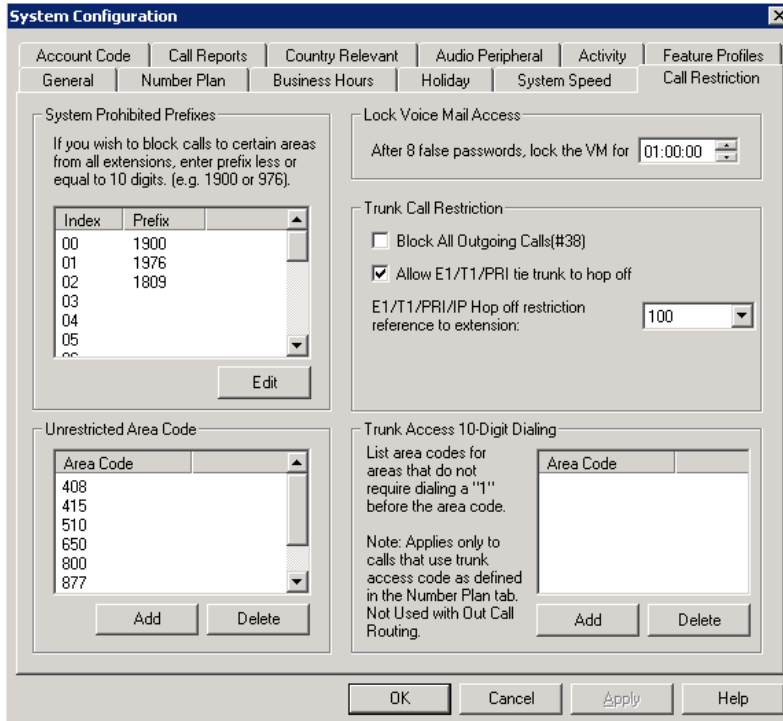 System Configuration
Account Code Call Reports Country Relevant Audio Peripheral Activity Feature Profiles
General Number Plan Business Hours Holiday System Speed Call Restriction
System Prohibited Prefixes
If you wish to block calls to certain areas
from all extensions, enter prefix less or
equal to 10 digits. (e.g. 1900 or 976).
Index Prefix
00 1900
01 1976
02 1809
03
04
05
06
Edit
Lock Voice Mail Access
After 8 false passwords, lock the VM for 01:00:00
Trunk Call Restriction
Block All Outgoing Calls(#38)
Allow E1/T1/PRI tie trunk to hop off
E1/T1/PRI/IP Hop off restriction
reference to extension:
100
Unrestricted Area Code
Area Code
408
415
510
650
800
877
Add Delete
Trunk Access 10-Digit Dialing
List area codes for
areas that do not
require dialing a "1"
before the area code.
Note: Applies only to
calls that use trunk
access code as defined
in the Number Plan tab.
Not Used with Out Call
Routing.
Area Code
Add Delete
OK Cancel Apply Help